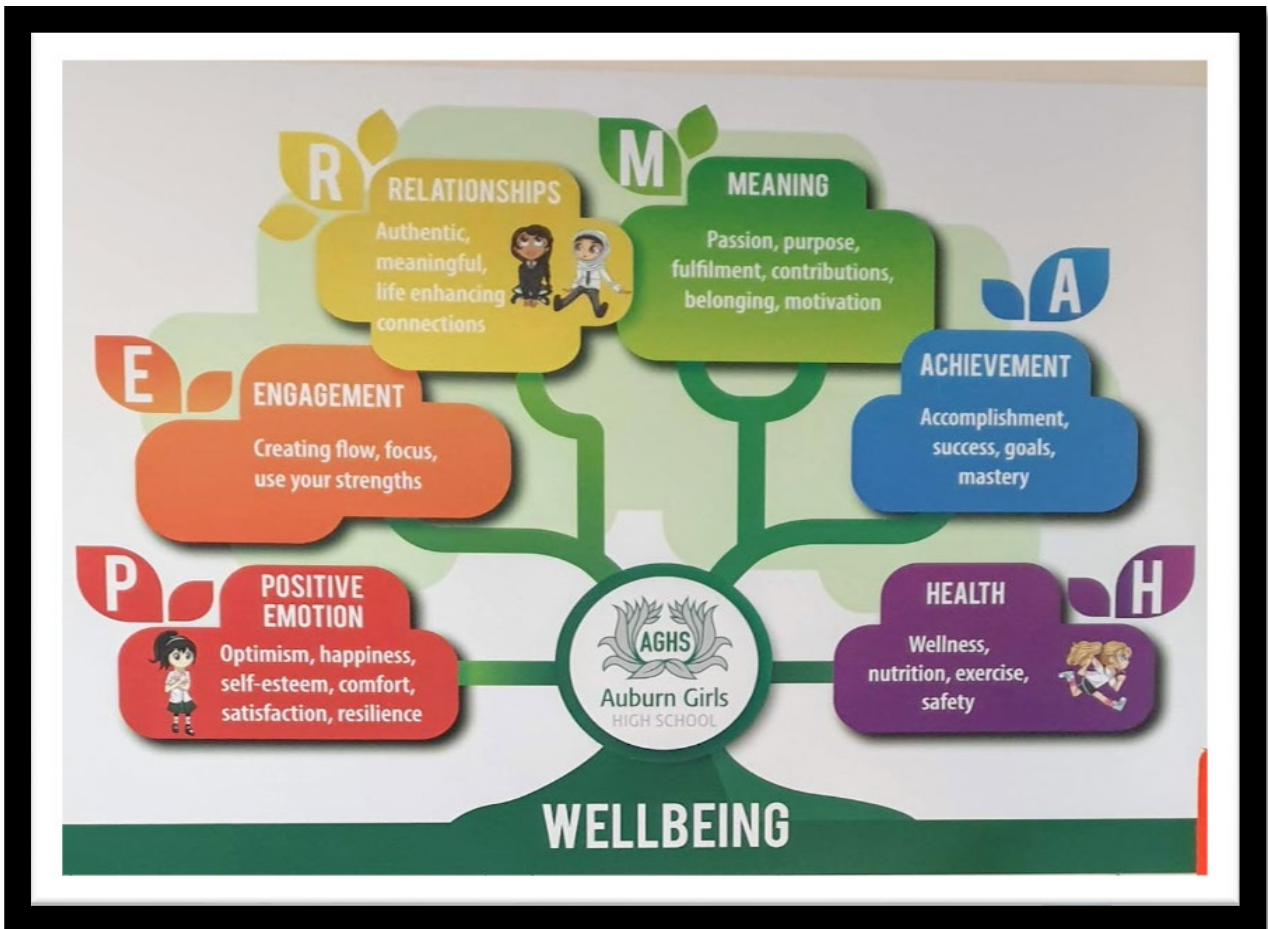 P
POSITIVE
EMOTION
Optimism, happiness,
self-esteem, comfort,
satisfaction, resilience
E
ENGAGEMENT
Creating flow, focus,
use your strengths
R
RELATIONSHIPS
Authentic,
meaningful,
life enhancing
connections
M
MEANING
Passion, purpose,
fulfilment, contributions,
belonging, motivation
A
ACHIEVEMENT
Accomplishment,
success, goals,
mastery
H
HEALTH
Wellness,
nutrition, exercise,
safety
AGHS
Auburn Girls
HIGH SCHOOL
WELLBEING